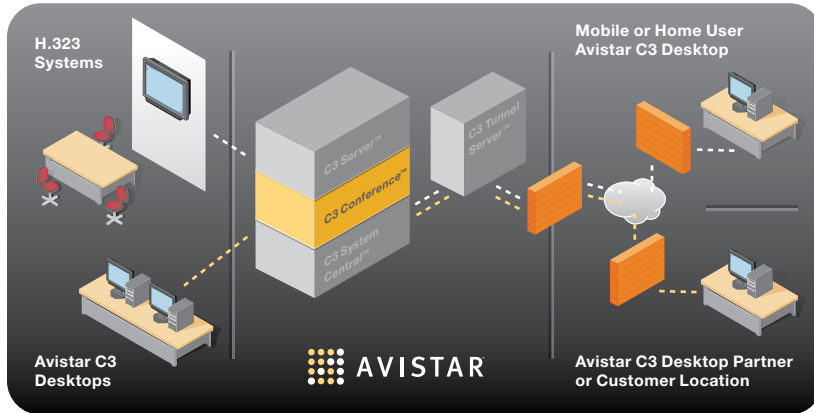 H.323
Systems
Mobile or Home User
Avistar C3 Desktop
C3 Server™
C3 Conference™
C3 System
Central™
C3 Tunnel
Server™
Avistar C3
Desktops
AVISTAR
Avistar C3 Desktop Partner
or Customer Location